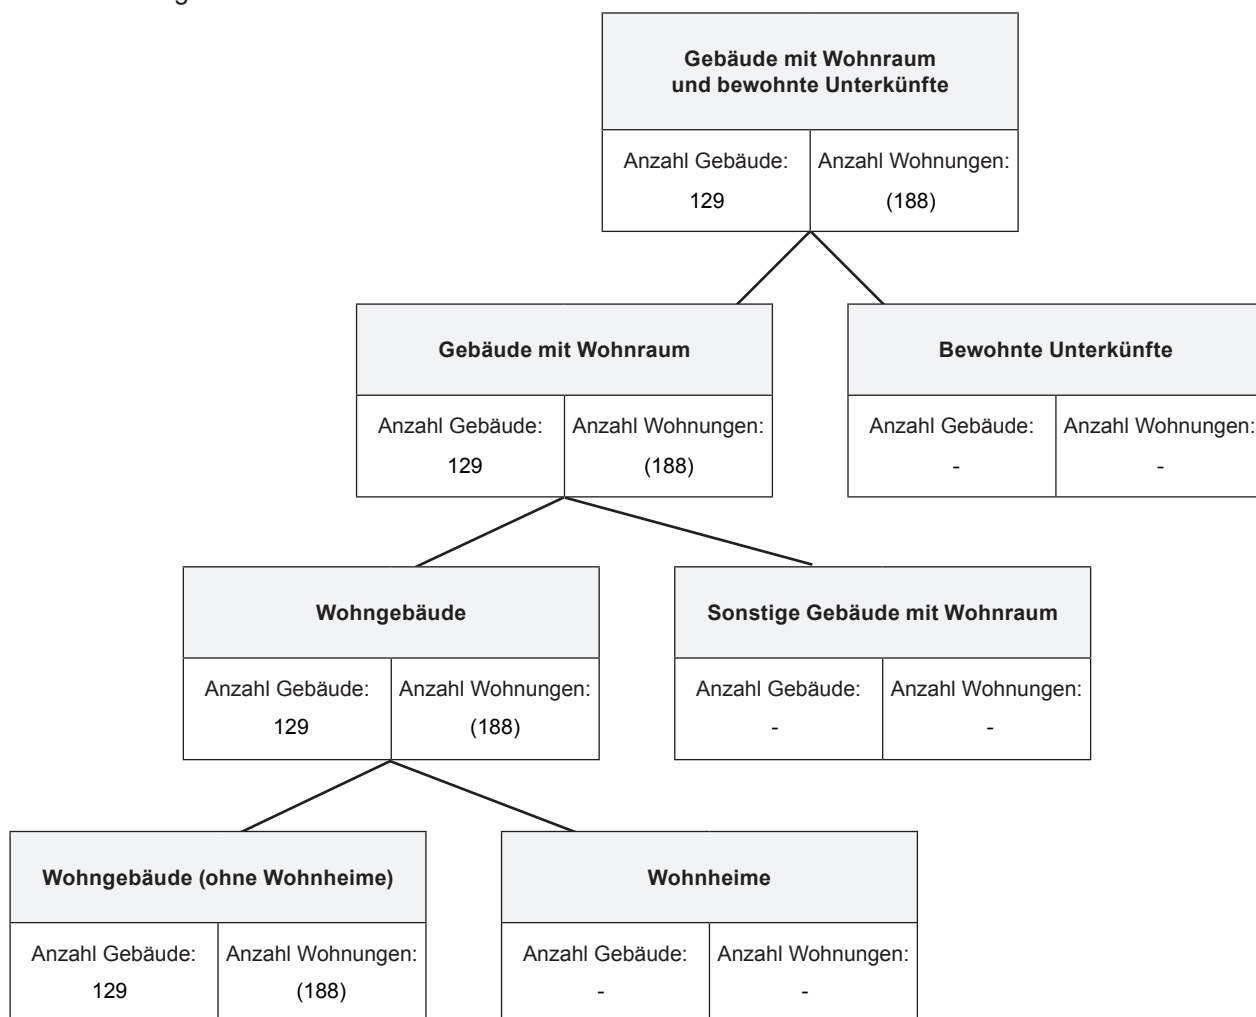 Gebäude mit Wohnraum
und bewohnte Unterkünfte
Anzahl Gebäude: Anzahl Wohnungen:
129 (188)
Gebäude mit Wohnraum
Bewohnte Unterkünfte
Anzahl Gebäude: Anzahl Wohnungen:
129 (188)
Anzahl Gebäude: Anzahl Wohnungen:
- -
Wohngebäude
Sonstige Gebäude mit Wohnraum
Anzahl Gebäude: Anzahl Wohnungen:
129 (188)
Anzahl Gebäude: Anzahl Wohnungen:
- -
Wohngebäude (ohne Wohnheime)
Wohnheime
Anzahl Gebäude: Anzahl Wohnungen:
129 (188)
Anzahl Gebäude: Anzahl Wohnungen:
- -